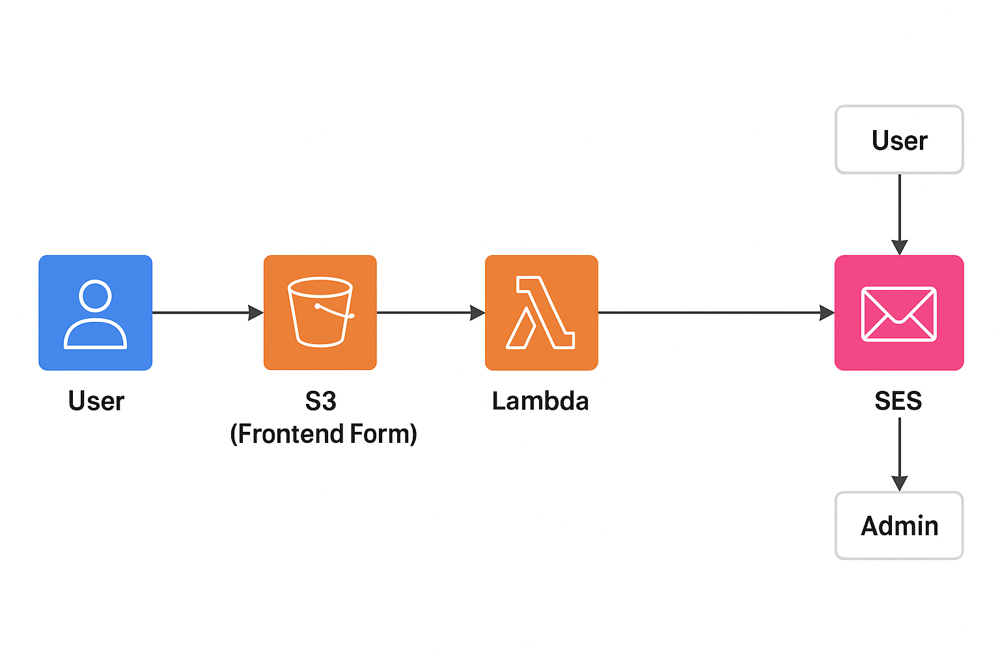 User
User
S3
(Frontend Form)
Lambda
SES
Admin